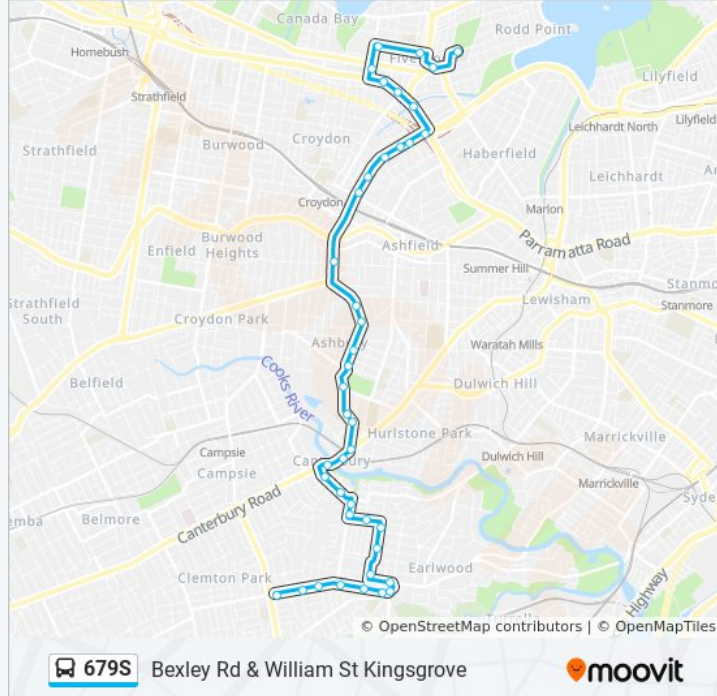 Canada Bay
Rodd Point
Homebush
Five
Strathfield
Lilyfield
Leichhardt North
Lilyfield
Burwood
Croydon
Strathfield
Haberfield
Leichhardt
Croydon
Marion
Parramatta Road
Enfield
Burwood
Heights
Ashfield
Summer Hill
Stanmo
Strathfield
South
Lewisham
Stanmore
Croydon Park
Ashbury
Waratah Mills
Cooks River
Belfield
Dulwich Hill
Hurlstone Park
Marrickville
Campsie
Campsie
Canterbury
Dulwich Hill
Marrickville
Syde
emba
Belmore
Canterbury Road
Clemton Park
Earlwood
Highway
© OpenStreetMap contributors | © OpenMapTiles
679S Bexley Rd & William St Kingsgrove moovit